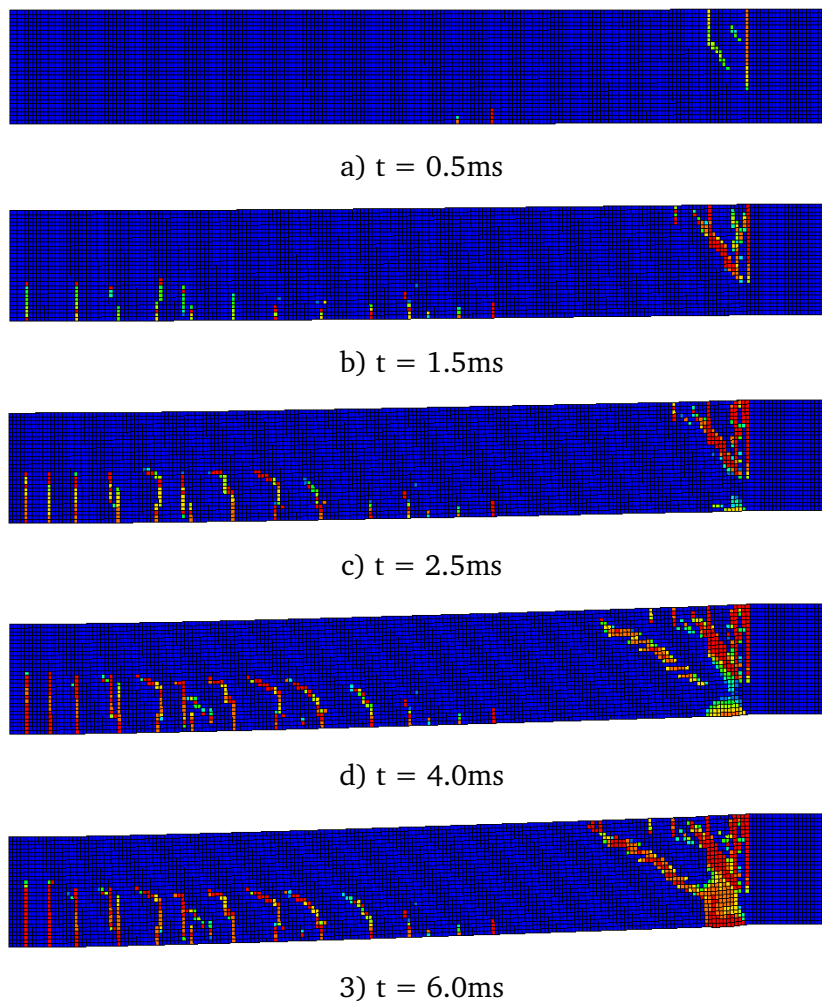 a) t = 0.5ms
b) t = 1.5ms
c) t = 2.5ms
d) t = 4.0ms
3) t = 6.0ms